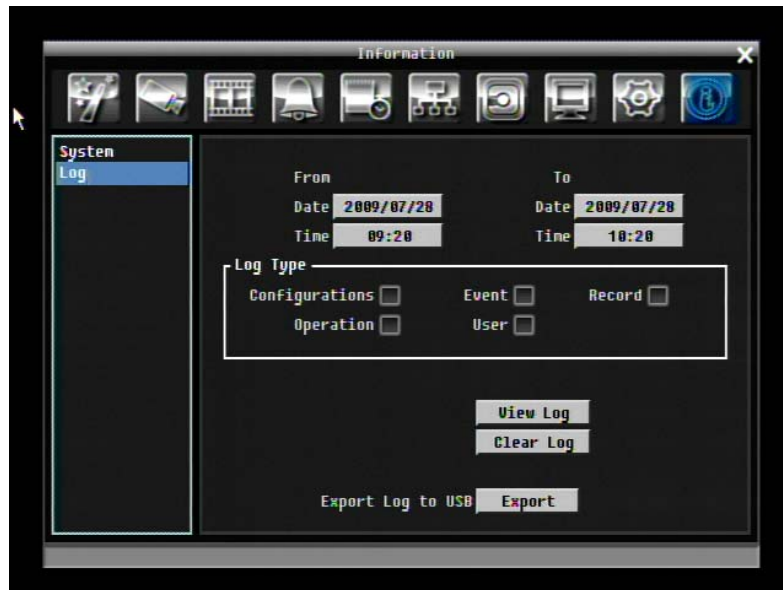 Information
System
Log
From To
Date 2009/07/28 Date 2009/07/28
Time 09:20 Time 10:20
Log Type
Configurations Event Record
Operation User
View Log
Clear Log
Export Log to USB Export